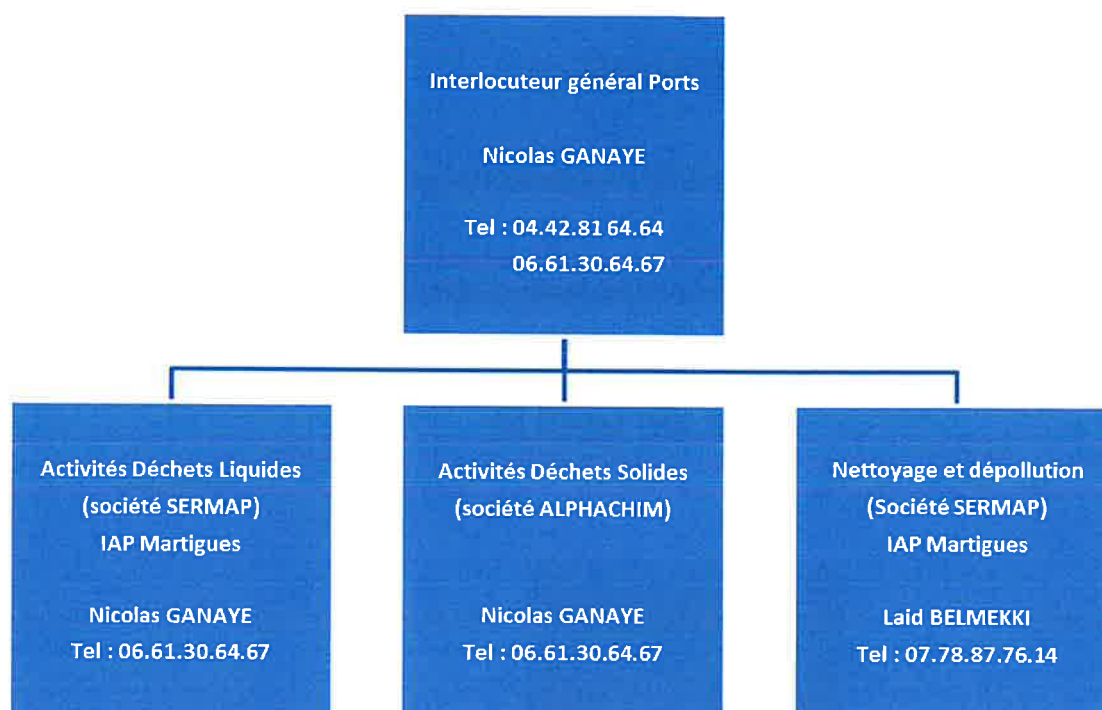 Interlocuteur général Ports
Nicolas GANAYE
Tel : 04.42.81 64.64
06.61.30.64.67
Activités Déchets Liquides
(société SERMAP)
IAP Martigues
Nicolas GANAYE
Tel : 06.61.30.64.67
Activités Déchets Solides
(société ALPHACHIM)
Nicolas GANAYE
Tel : 06.61.30.64.67
Nettoyage et dépollution
(Société SERMAP)
IAP Martigues
Laid BELMEKKI
Tel : 07.78.87.76.14